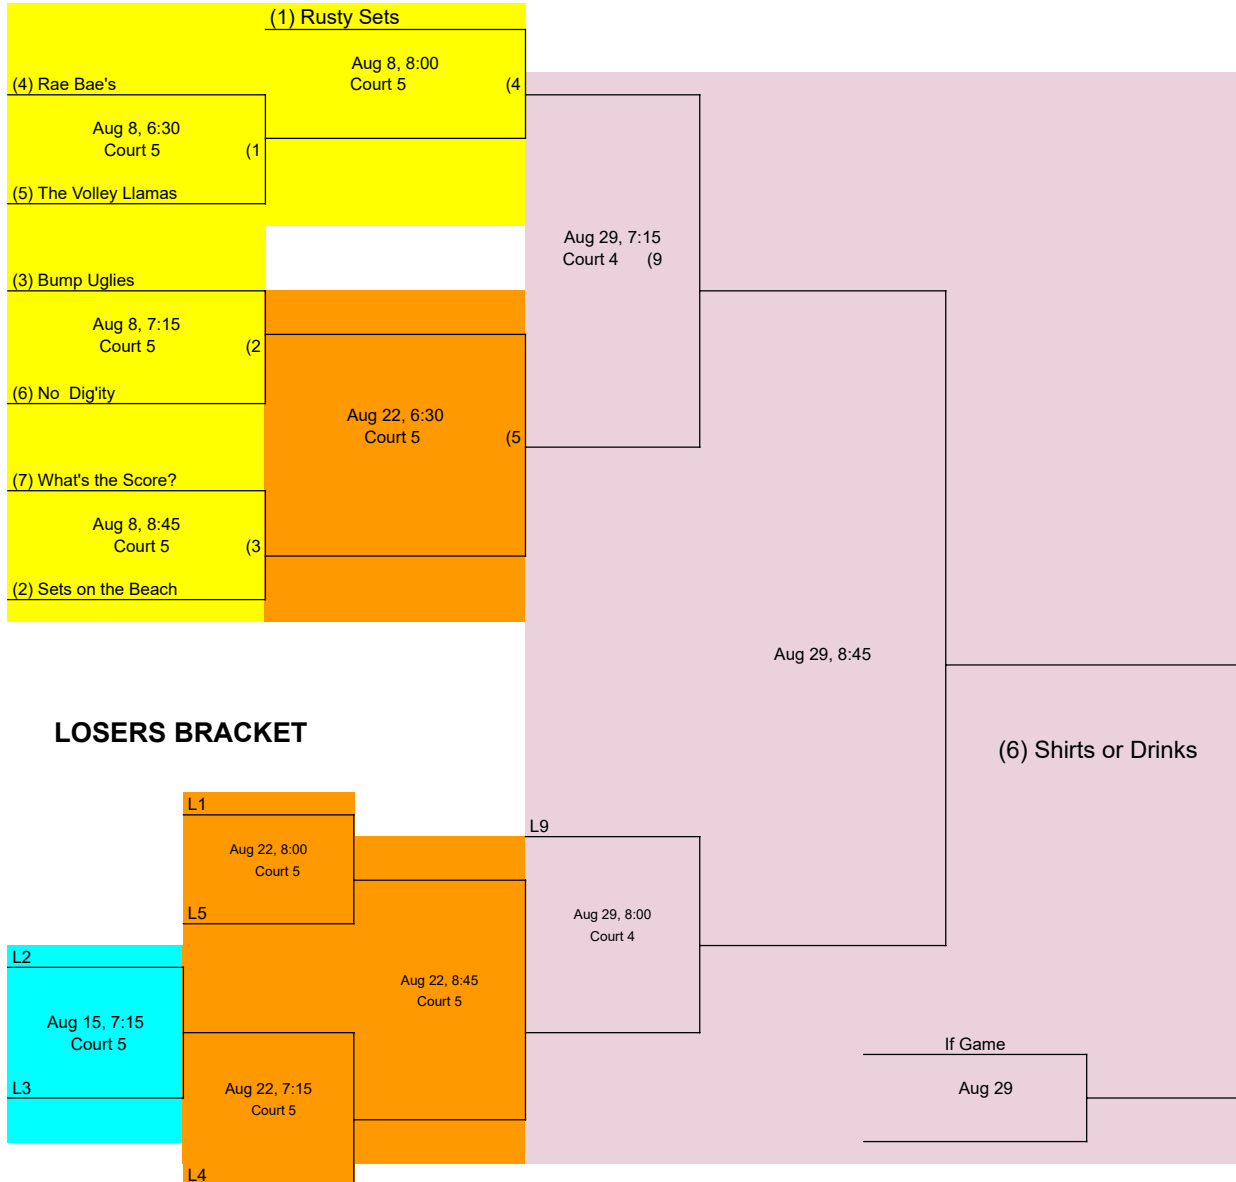 (1) Rusty Sets
Aug 8, 8:00
Court 5 (4
(4) Rae Bae's
Aug 8, 6:30
Court 5 (1
(5) The Volley Llamas
Aug 29, 7:15
Court 4 (9
(3) Bump Uglies
Aug 8, 7:15
Court 5 (2
(6) No Dig'ity
Aug 22, 6:30
Court 5 (5
(7) What's the Score?
Aug 8, 8:45
Court 5 (3
(2) Sets on the Beach
Aug 29, 8:45
LOSERS BRACKET
(6) Shirts or Drinks
L1
Aug 22, 8:00
Court 5
L5
L9
Aug 29, 8:00
Court 4
L2
Aug 15, 7:15
Court 5
L3
Aug 22, 8:45
Court 5
Aug 22, 7:15
Court 5
L4
If Game
Aug 29